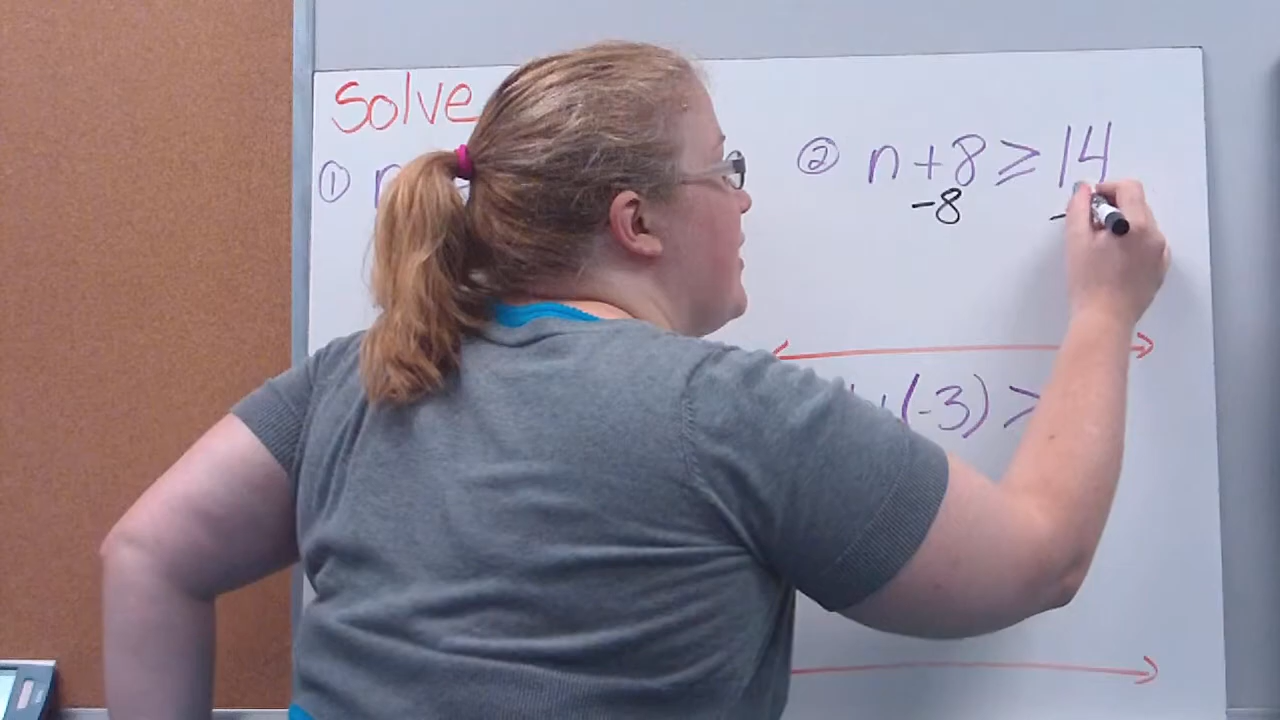 Solve
① n
② n+8≥14
-8 -
(-3)≥